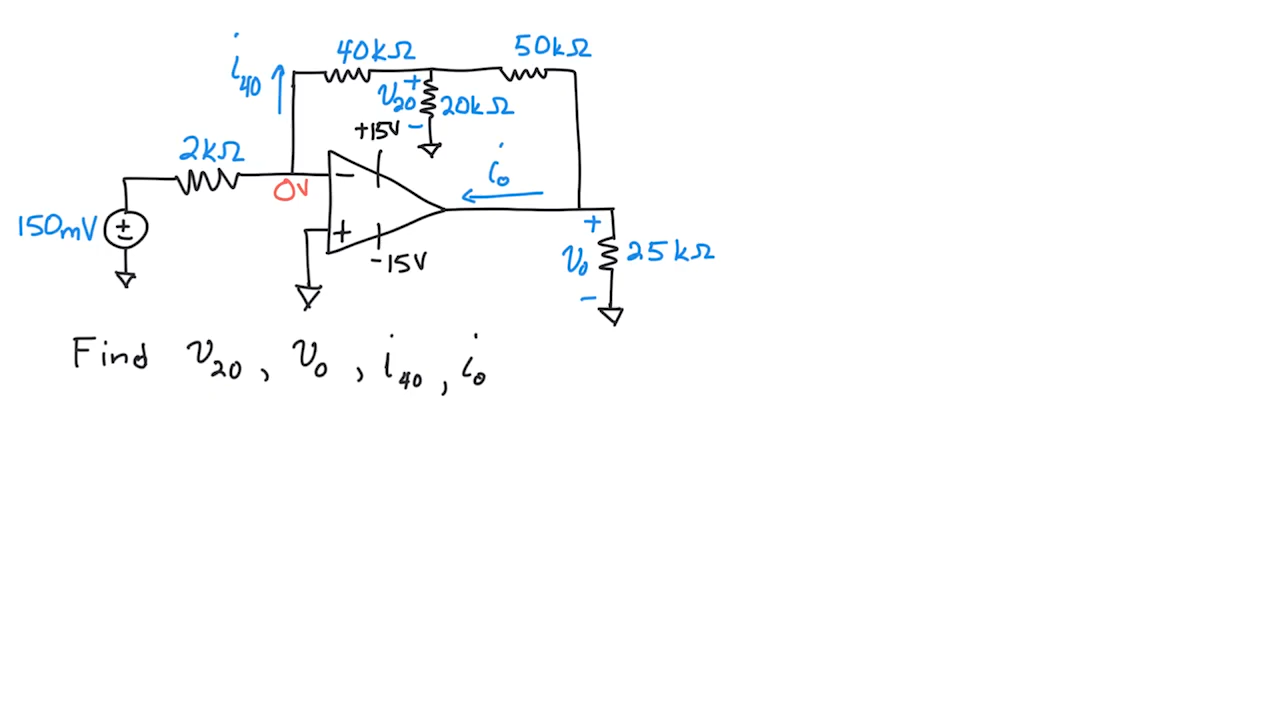 40kΩ
50kΩ
i₄₀
+
v₂₀
20kΩ
-
+15V
2kΩ
i₀
0V
-
150mV
+
-
+
-15V
+
v₀
25kΩ
-
Find v₂₀, v₀, i₄₀, i₀